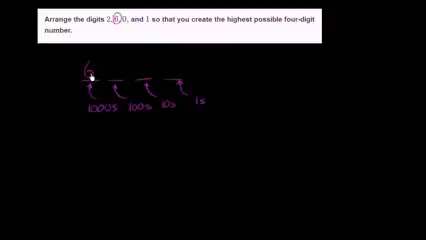 Arrange the digits 2, 6, 0, and 1 so that you create the highest possible four-digit
number.
6
1000s 100s 10s 1s